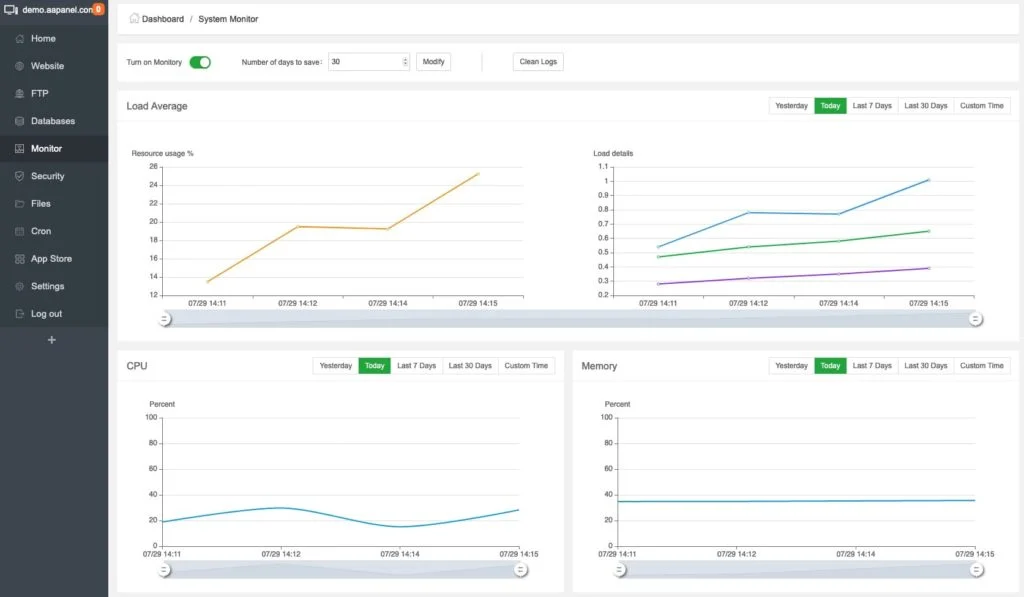 demo.aapanel.com 0
Home
Website
FTP
Databases
Monitor
Security
Files
Cron
App Store
Settings
Log out
Dashboard / System Monitor
Turn on Monitory Number of days to save: 30 Modify Clean Logs
Load Average Yesterday Today Last 7 Days Last 30 Days Custom Time
Resource usage %
26
24
22
20
18
16
14
12
07/29 14:11 07/29 14:12 07/29 14:14 07/29 14:15
Load details
1.1
1
0.9
0.8
0.7
0.6
0.5
0.4
0.3
0.2
07/29 14:11 07/29 14:12 07/29 14:14 07/29 14:15
CPU Yesterday Today Last 7 Days Last 30 Days Custom Time
Percent
100
80
60
40
20
0
07/29 14:11 07/29 14:12 07/29 14:14 07/29 14:15
Memory Yesterday Today Last 7 Days Last 30 Days Custom Time
Percent
100
80
60
40
20
0
07/29 14:11 07/29 14:12 07/29 14:14 07/29 14:15